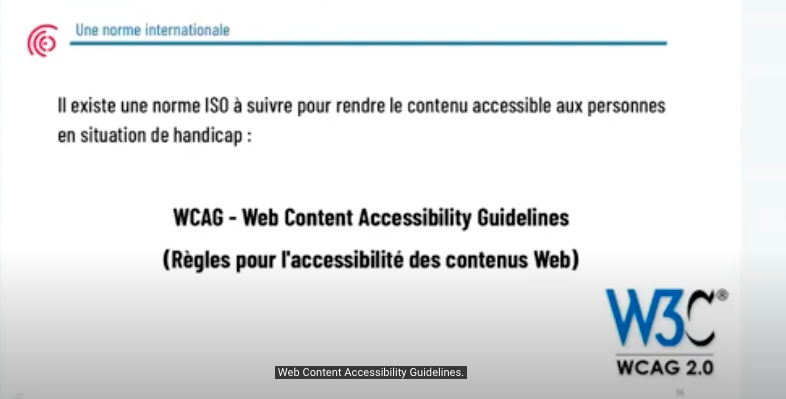 Une norme internationale
Il existe une norme ISO à suivre pour rendre le contenu accessible aux personnes
en situation de handicap :
WCAG - Web Content Accessibility Guidelines
(Règles pour l'accessibilité des contenus Web)
W3C®
WCAG 2.0
Web Content Accessibility Guidelines.